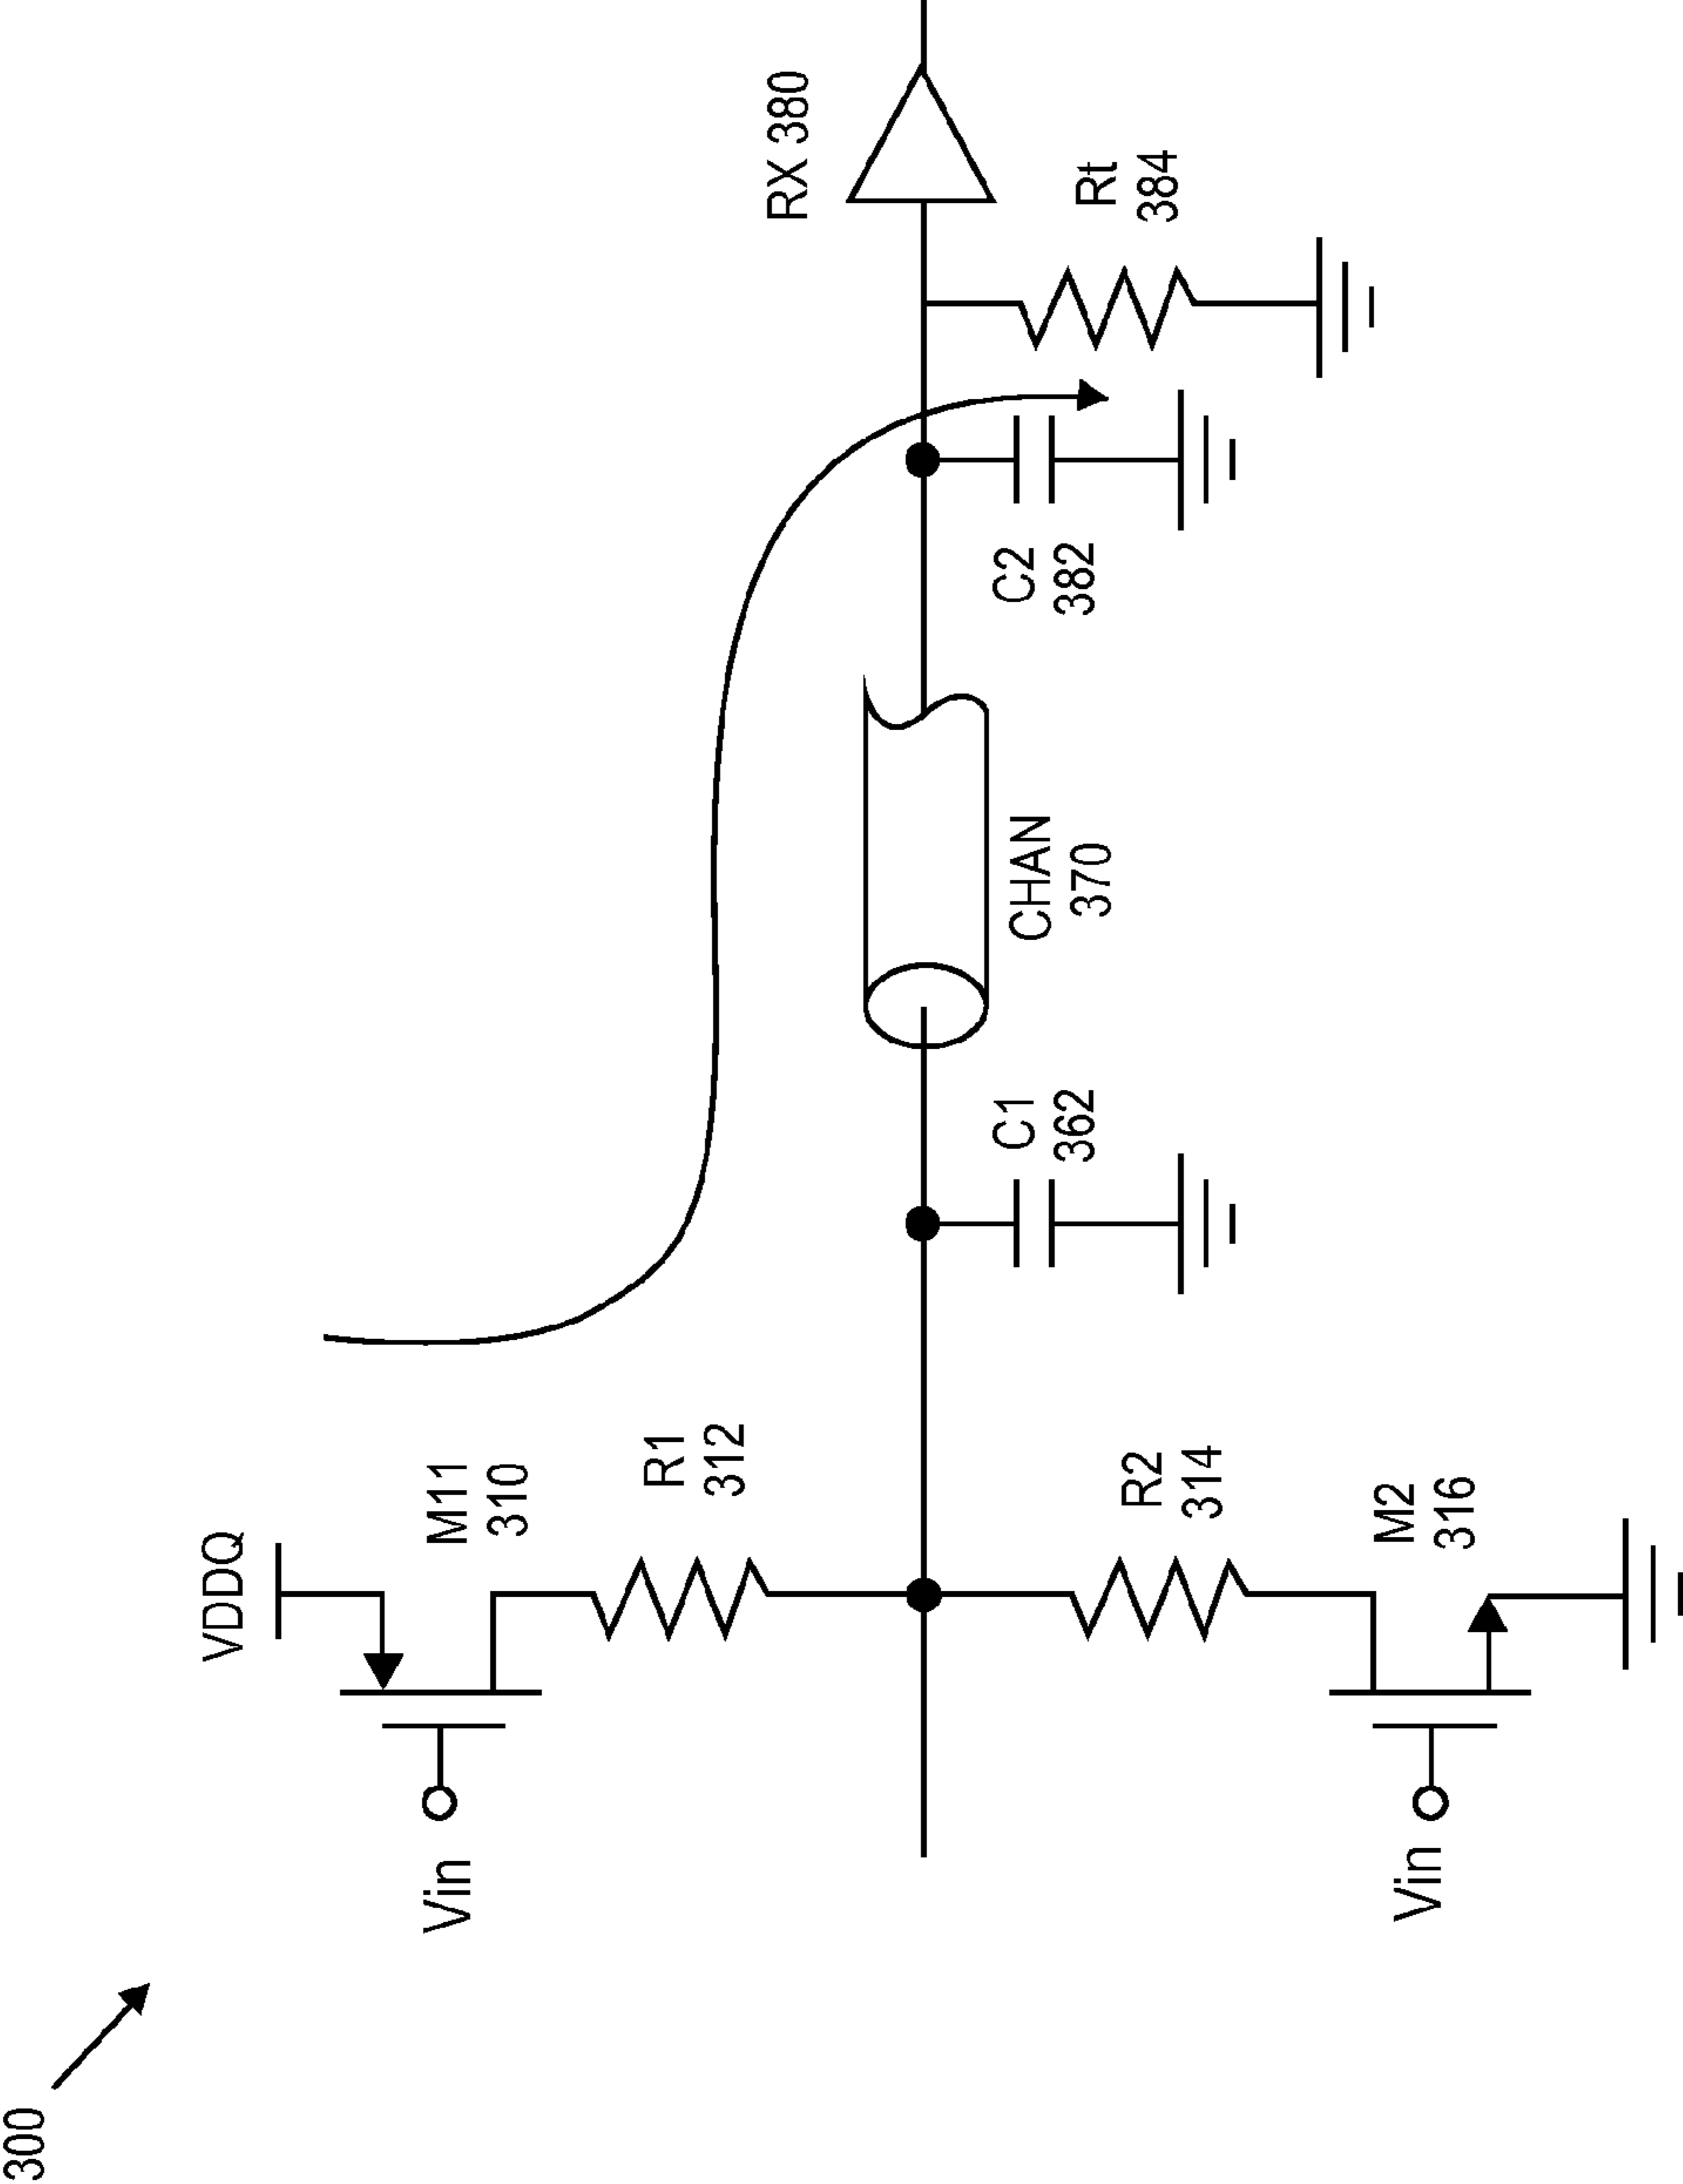 300
VDDQ
Vin
M11
310
R1
312
R2
314
Vin
M2
316
C1
362
CHAN
370
C2
382
RX 380
Rt
384